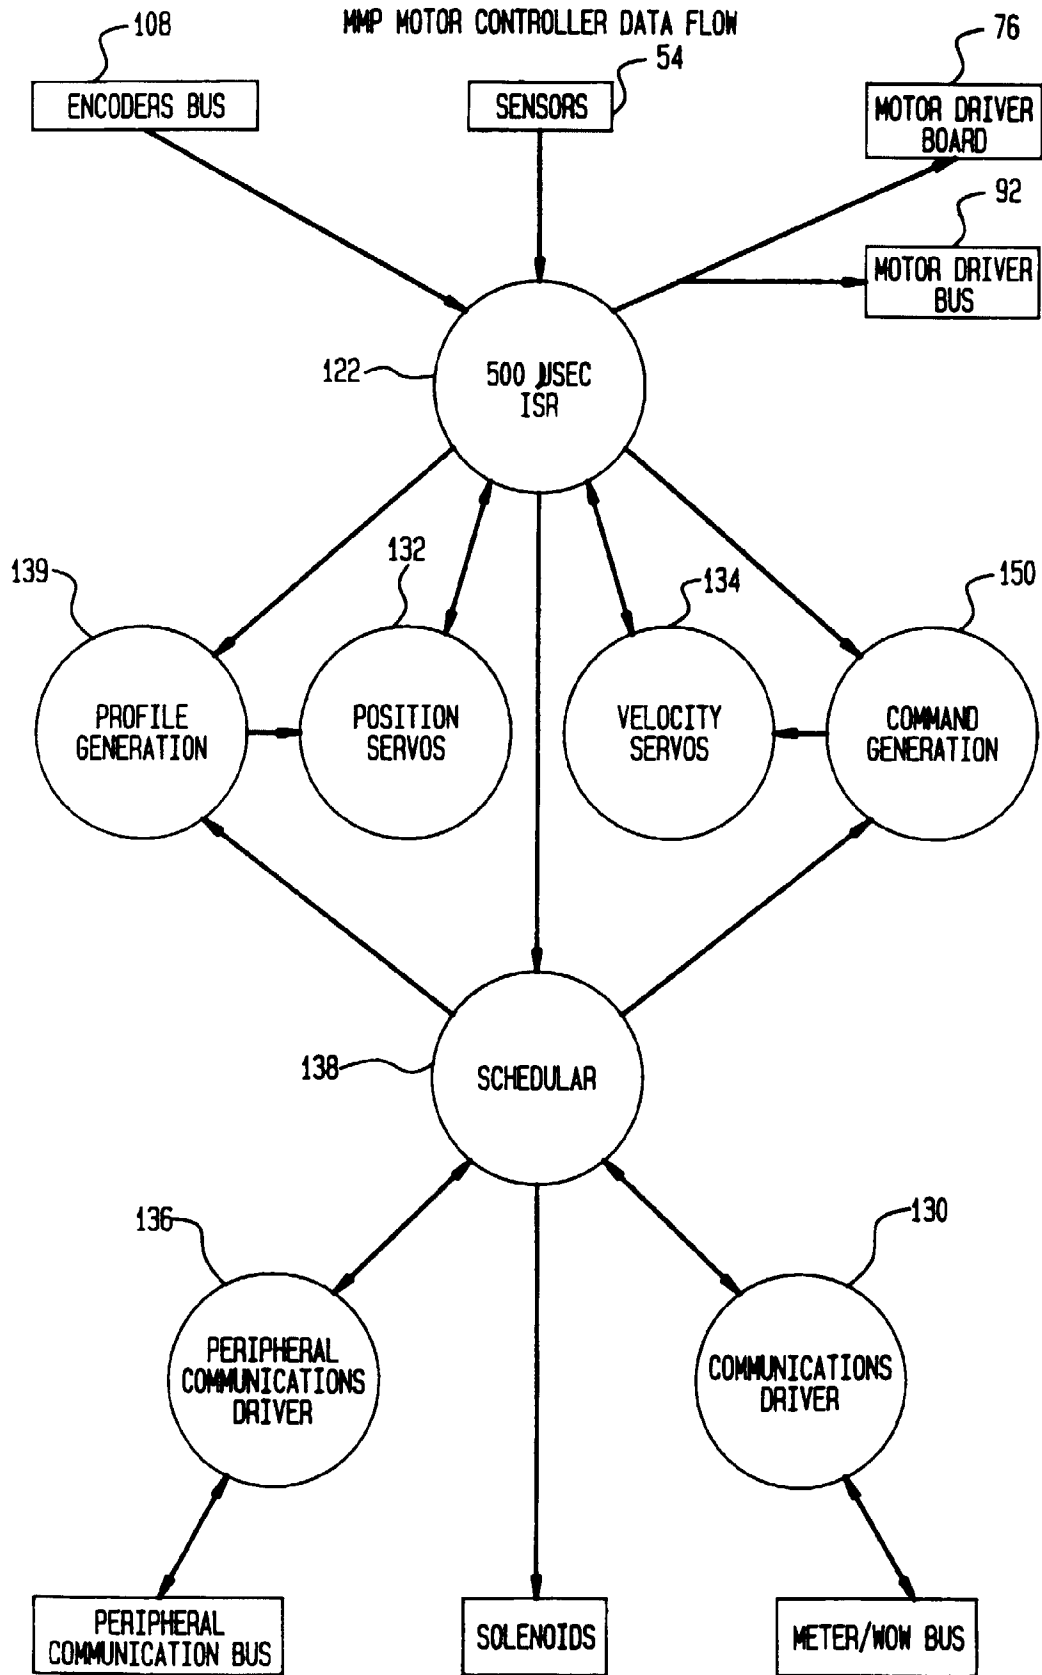 MMP MOTOR CONTROLLER DATA FLOW
108
54
76
ENCODERS BUS
SENSORS
MOTOR DRIVER
BOARD
92
MOTOR DRIVER
BUS
122
500 µSEC
ISR
139
132
134
150
PROFILE
GENERATION
POSITION
SERVOS
VELOCITY
SERVOS
COMMAND
GENERATION
138
SCHEDULAR
136
130
PERIPHERAL
COMMUNICATIONS
DRIVER
COMMUNICATIONS
DRIVER
PERIPHERAL
COMMUNICATION BUS
SOLENOIDS
METER/WOW BUS